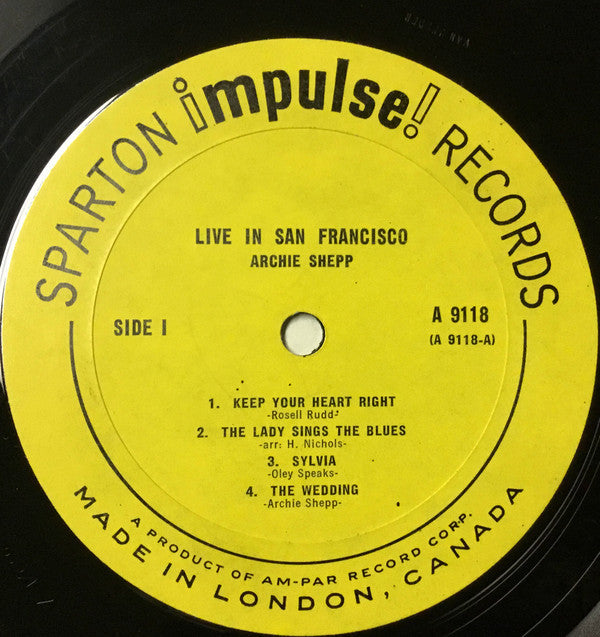 SPARTON impulse! RECORDS
LIVE IN SAN FRANCISCO
ARCHIE SHEPP
SIDE I
A 9118
(A 9118-A)
1. KEEP YOUR HEART RIGHT
-Rosell Rudd-
2. THE LADY SINGS THE BLUES
-arr: H. Nichols-
3. SYLVIA
-Oley Speaks-
4. THE WEDDING
-Archie Shepp-
A PRODUCT OF AM-PAR RECORD CORP.
MADE IN LONDON, CANADA